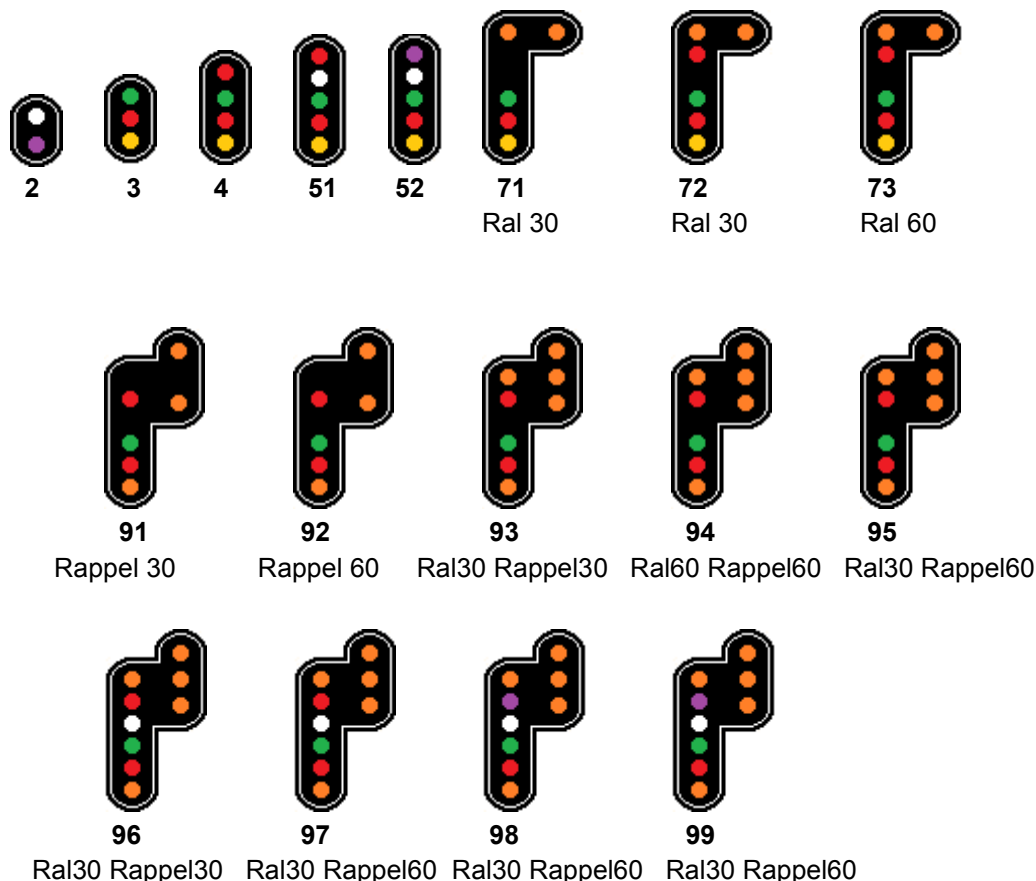 2 3 4 51 52 71 72 73
Ral 30 Ral 30 Ral 60
91 92 93 94 95
Rappel 30 Rappel 60 Ral30 Rappel30 Ral60 Rappel60 Ral30 Rappel60
96 97 98 99
Ral30 Rappel30 Ral30 Rappel60 Ral30 Rappel60 Ral30 Rappel60